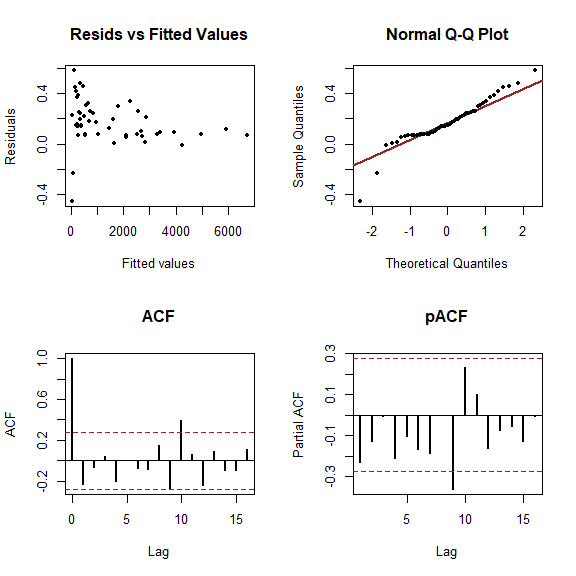 Resids vs Fitted Values
Residuals
-0.4 0.0 0.4
0 2000 4000 6000
Fitted values
Normal Q-Q Plot
Sample Quantiles
-0.4 0.0 0.4
-2 -1 0 1 2
Theoretical Quantiles
ACF
ACF
-0.2 0.2 0.6 1.0
0 5 10 15
Lag
pACF
Partial ACF
-0.3 -0.1 0.1 0.3
5 10 15
Lag